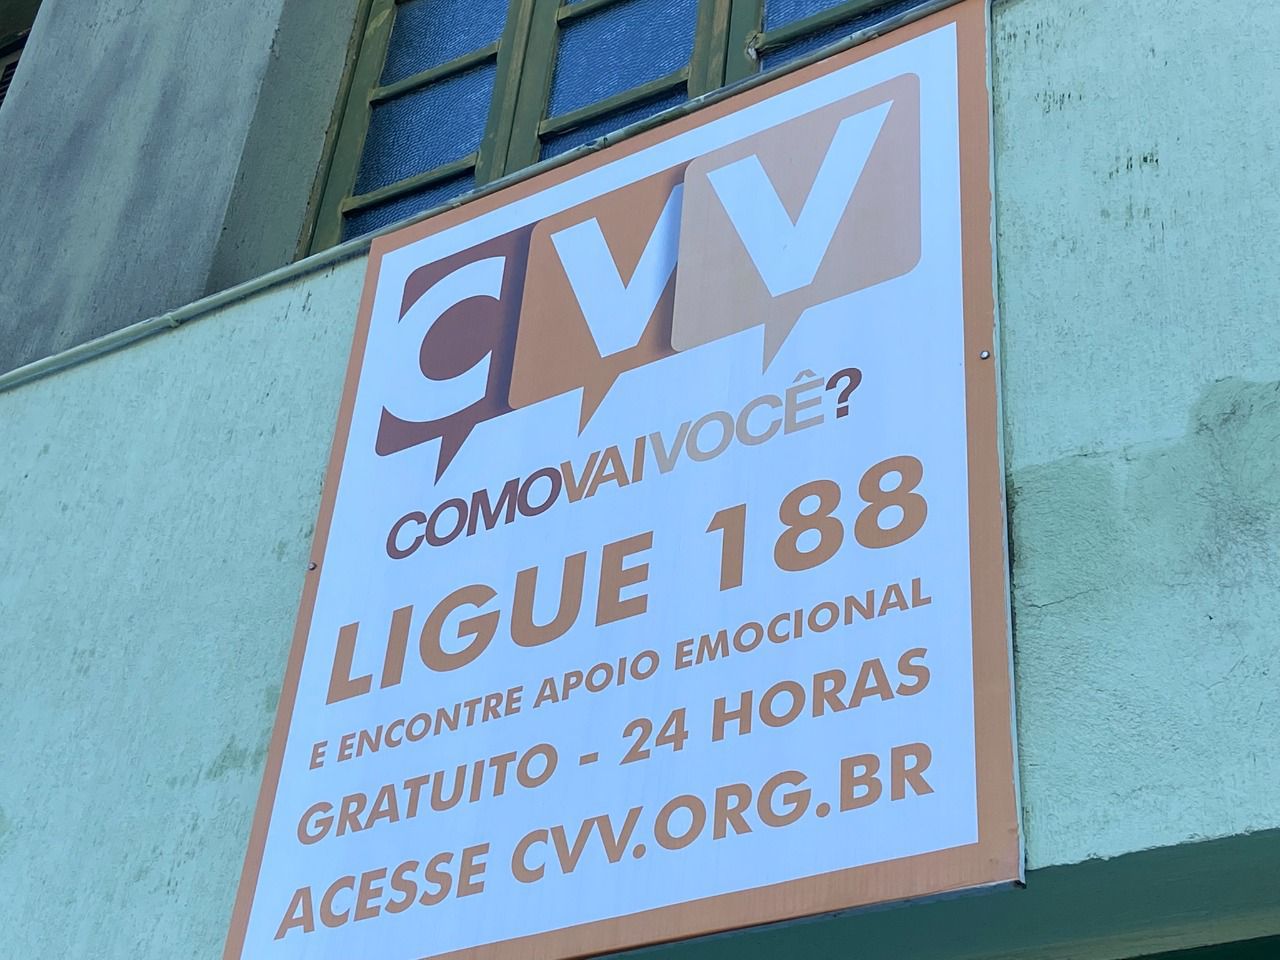 CVV
COMOVAIVOCÊ?
LIGUE 188
E ENCONTRE APOIO EMOCIONAL
GRATUITO - 24 HORAS
ACESSE CVV.ORG.BR